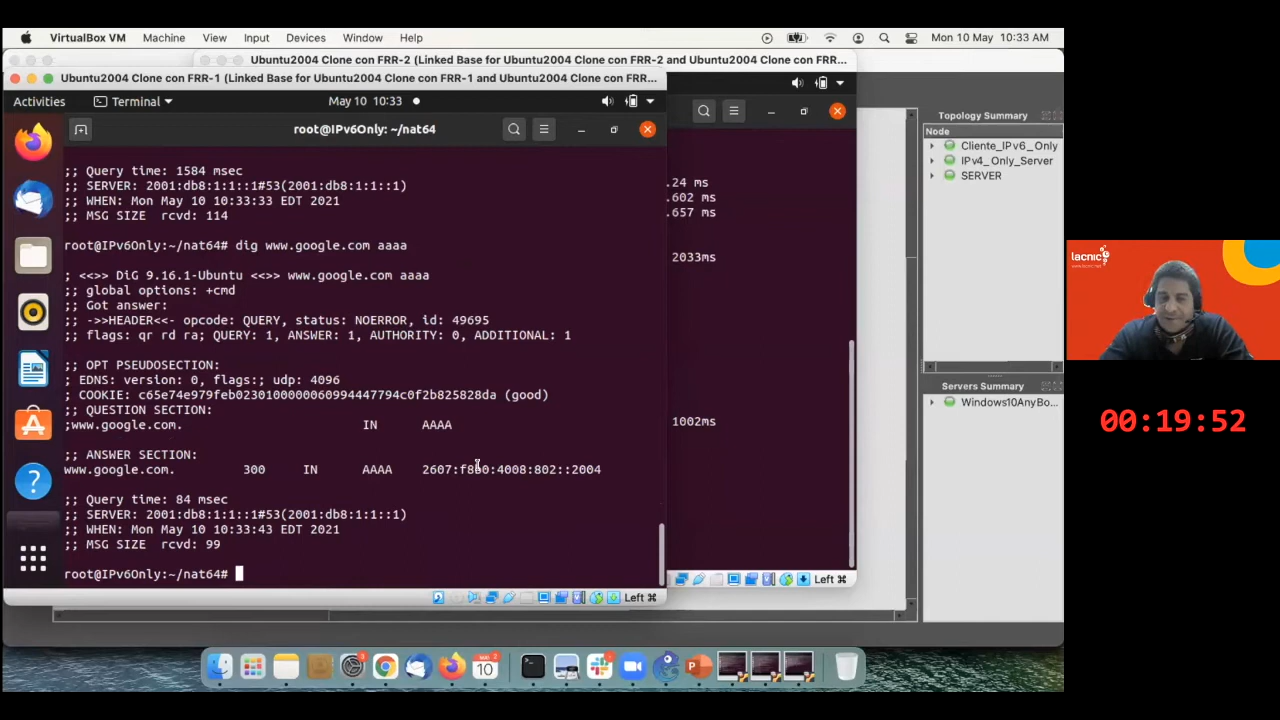 VirtualBox VM Machine View Input Devices Window Help Mon 10 May 10:33 AM
Ubuntu2004 Clone con FRR-2 (Linked Base for Ubuntu2004 Clone con FRR-1 and Ubuntu2004 Clone con FRR...
Ubuntu2004 Clone con FRR-1 (Linked Base for Ubuntu2004 Clone con FRR-1 and Ubuntu2004 Clone con FRR...
Activities Terminal May 10 10:33
root@IPv6Only: ~/nat64
;; Query time: 1584 msec
;; SERVER: 2001:db8:1:1::1#53(2001:db8:1:1::1)
;; WHEN: Mon May 10 10:33:33 EDT 2021
;; MSG SIZE rcvd: 114
root@IPv6Only:~/nat64# dig www.google.com aaaa
; <<>> DiG 9.16.1-Ubuntu <<>> www.google.com aaaa
;; global options: +cmd
;; Got answer:
;; ->>HEADER<<- opcode: QUERY, status: NOERROR, id: 49695
;; flags: qr rd ra; QUERY: 1, ANSWER: 1, AUTHORITY: 0, ADDITIONAL: 1
;; OPT PSEUDOSECTION:
; EDNS: version: 0, flags:; udp: 4096
; COOKIE: c65e74e979feb0230100000060994447794c0f2b825828da (good)
;; QUESTION SECTION:
;www.google.com. IN AAAA
;; ANSWER SECTION:
www.google.com. 300 IN AAAA 2607:f8b0:4008:802::2004
;; Query time: 84 msec
;; SERVER: 2001:db8:1:1::1#53(2001:db8:1:1::1)
;; WHEN: Mon May 10 10:33:43 EDT 2021
;; MSG SIZE rcvd: 99
root@IPv6Only:~/nat64#
Left ⌘
.24 ms
.602 ms
.657 ms
2033ms
1002ms
Left ⌘
Topology Summary
Node
Cliente_IPv6_Only
IPv4_Only_Server
SERVER
Servers Summary
Windows10AnyBo...
lacnic
00:19:52